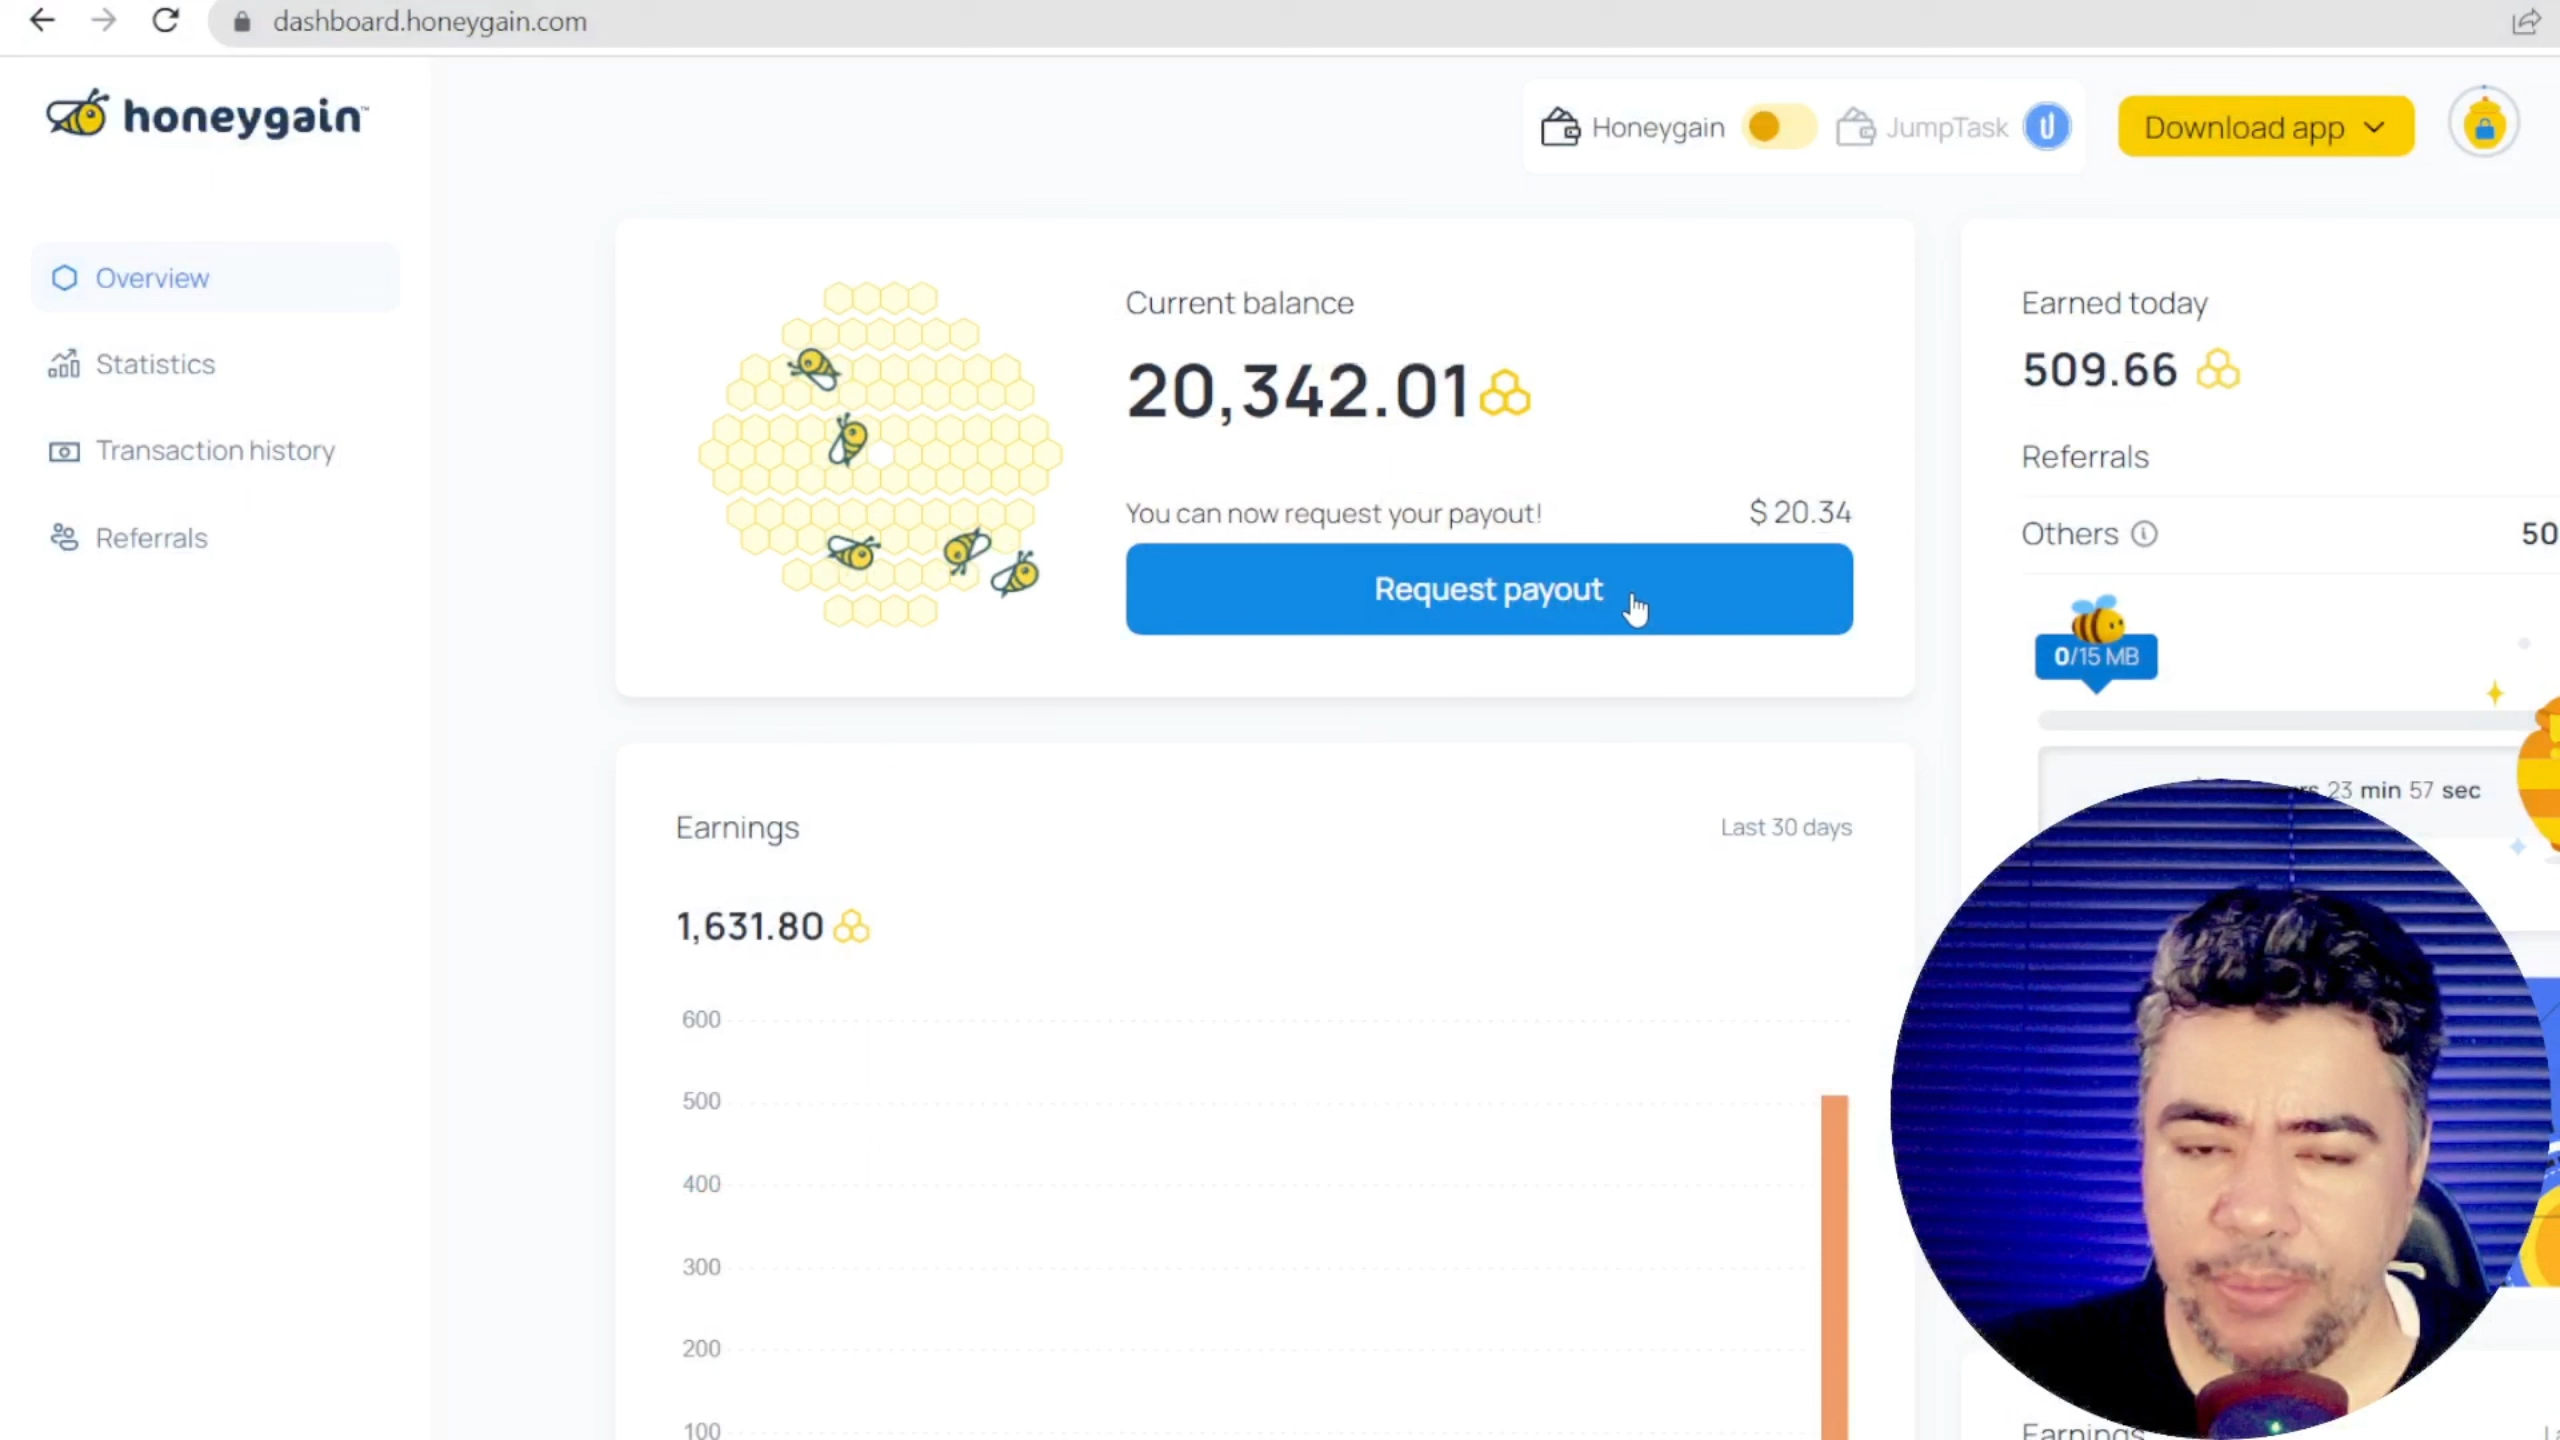 dashboard.honeygain.com
honeygain™
Honeygain
JumpTask
Download app
Overview
Statistics
Transaction history
Referrals
Current balance
20,342.01
You can now request your payout!
$ 20.34
Request payout
Earned today
509.66
Referrals
Others
50
0/15 MB
23 min 57 sec
Earnings
Last 30 days
1,631.80
600
500
400
300
200
100
Earnings